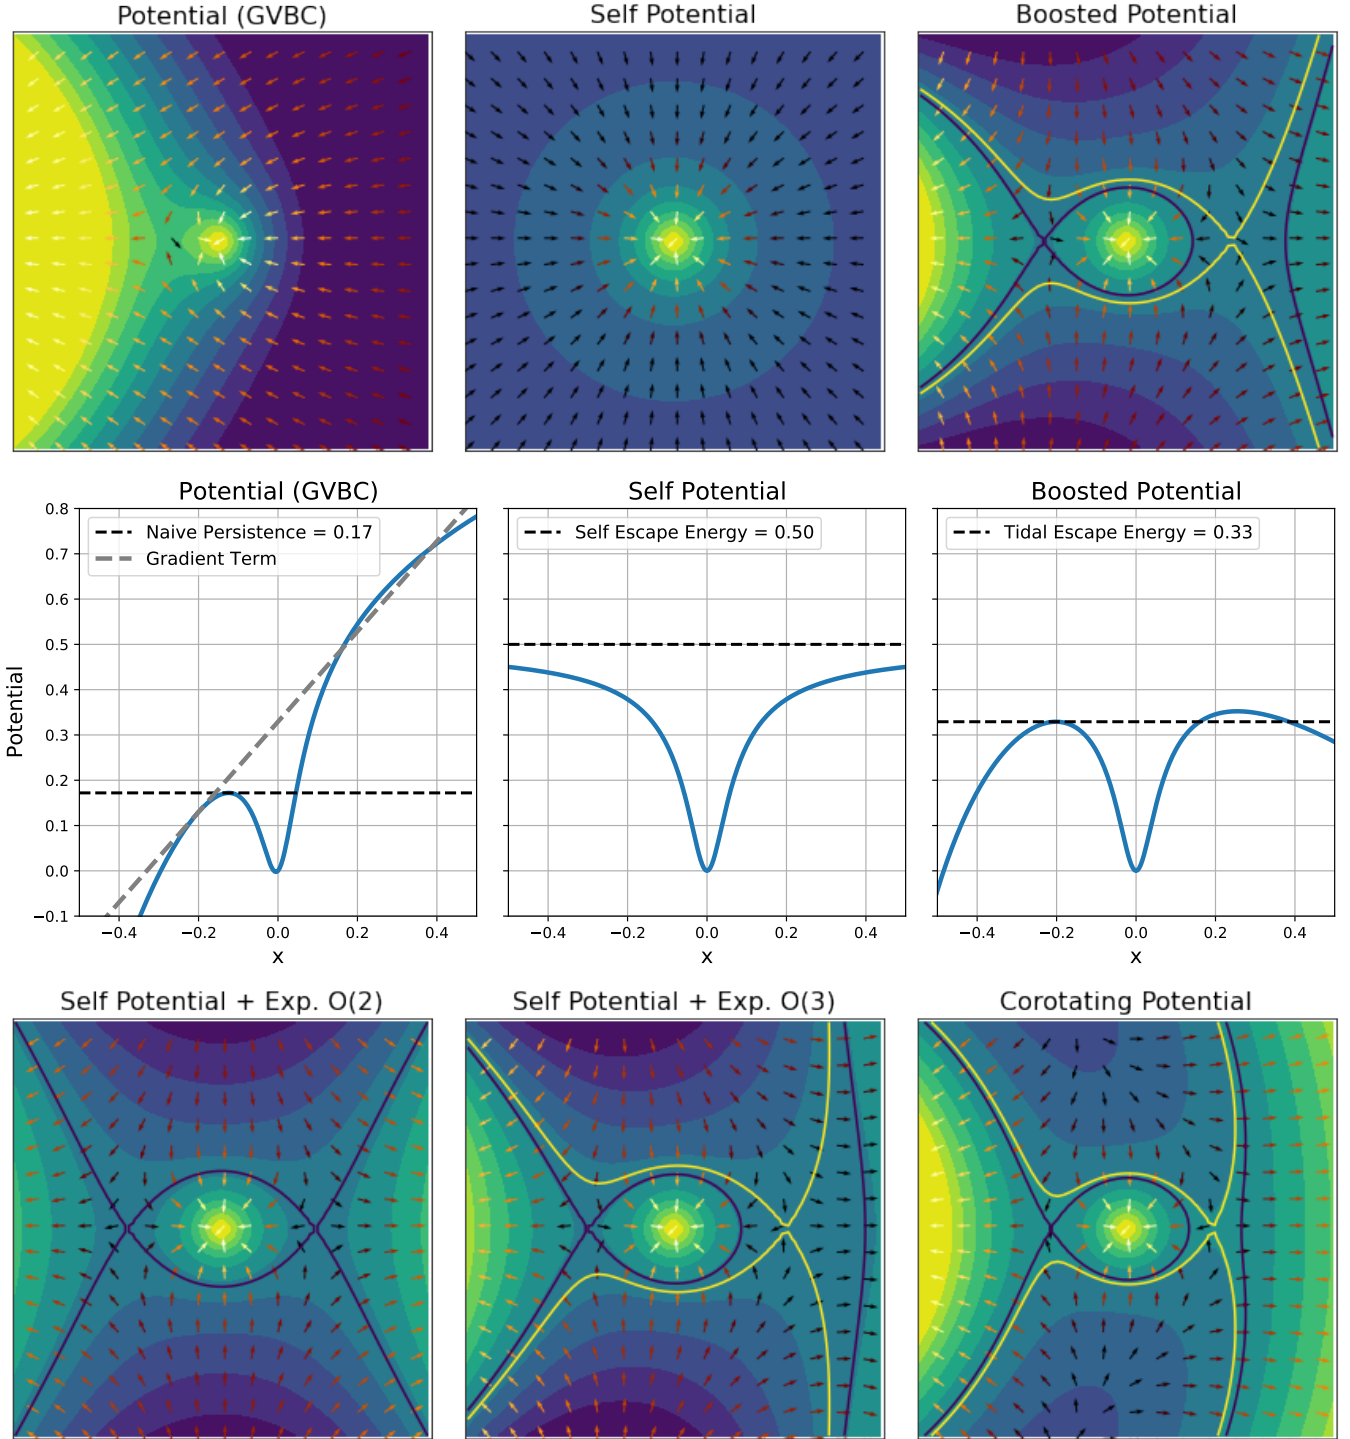 Potential (GVBC)
Self Potential
Boosted Potential
Potential (GVBC)
Self Potential
Boosted Potential
Naive Persistence = 0.17
Gradient Term
Self Escape Energy = 0.50
Tidal Escape Energy = 0.33
0.8
0.7
0.6
0.5
0.4
0.3
0.2
0.1
0.0
−0.1
Potential
−0.4 −0.2 0.0 0.2 0.4
−0.4 −0.2 0.0 0.2 0.4
−0.4 −0.2 0.0 0.2 0.4
x
x
x
Self Potential + Exp. O(2)
Self Potential + Exp. O(3)
Corotating Potential